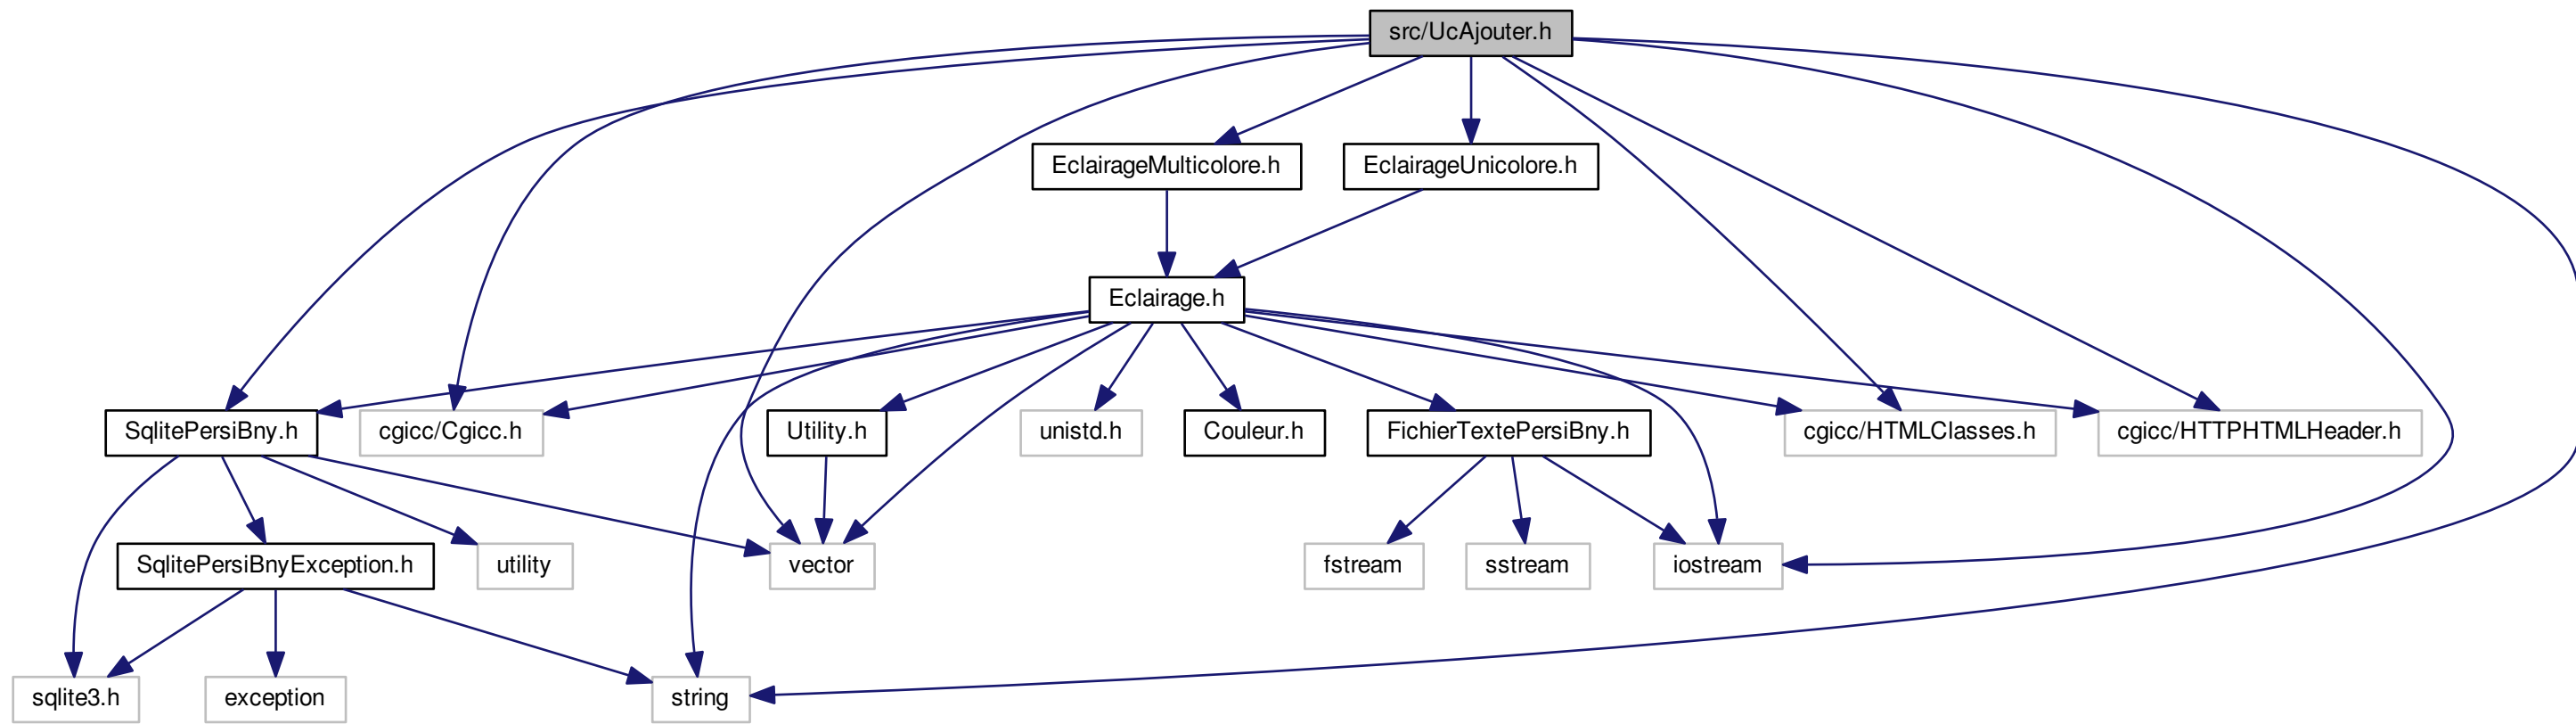 src/UcAjouter.h
EclairageMulticolore.h
EclairageUnicolore.h
Eclairage.h
SqlitePersiBny.h
cgicc/Cgicc.h
Utility.h
unistd.h
Couleur.h
FichierTextePersiBny.h
cgicc/HTMLClasses.h
cgicc/HTTPHTMLHeader.h
SqlitePersiBnyException.h
utility
vector
fstream
sstream
iostream
sqlite3.h
exception
string